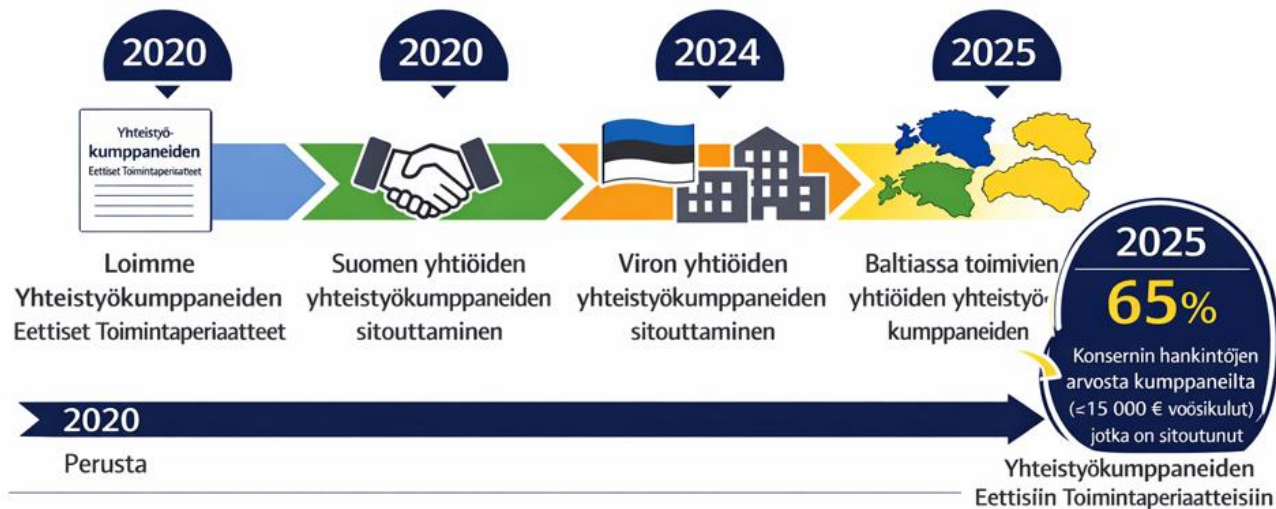 2020
2020
2024
2025
Yhteistyö-
kumppaneiden
Eettiset Toimintaperiaatteet
Loimme
Yhteistyökumppaneiden
Eettiset Toimintaperiaatteet
Suomen yhtiöiden
yhteistyökumppaneiden
sitouttaminen
Viron yhtiöiden
yhteistyökumppaneiden
sitouttaminen
Baltiassa toimivien
yhtiöiden yhteistyö-
kumppaneiden
2025
65%
Konsernin hankintöjen
arvosta kumppaneilta
(≤15 000 € voösikulut)
jotka on sitoutunut
Yhteistyökumppaneiden
Eettisiin Toimintaperiaatteisiin
2020
Perusta